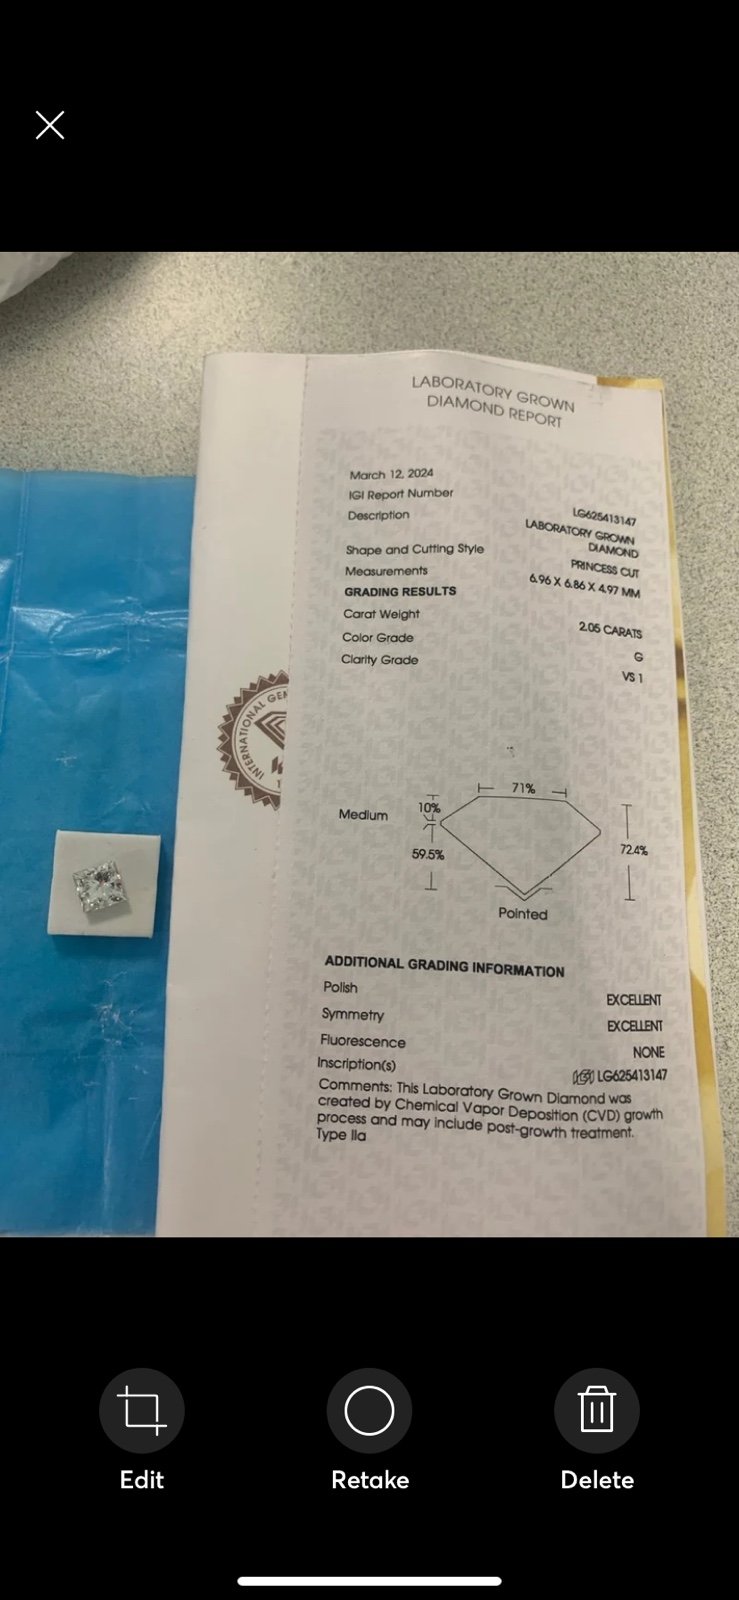 LABORATORY GROWN
DIAMOND REPORT
March 12, 2024
IGI Report Number LG625413147
Description LABORATORY GROWN
DIAMOND
Shape and Cutting Style PRINCESS CUT
Measurements 6.96 X 6.86 X 4.97 MM
GRADING RESULTS
Carat Weight 2.05 CARATS
Color Grade G
Clarity Grade VS 1
INTERNATIONAL GEM
71%
Medium 10%
59.5% 72.4%
Pointed
ADDITIONAL GRADING INFORMATION
Polish EXCELLENT
Symmetry EXCELLENT
Fluorescence NONE
Inscription(s) IGI LG625413147
Comments: This Laboratory Grown Diamond was
created by Chemical Vapor Deposition (CVD) growth
process and may include post-growth treatment.
Type IIa
Edit Retake Delete